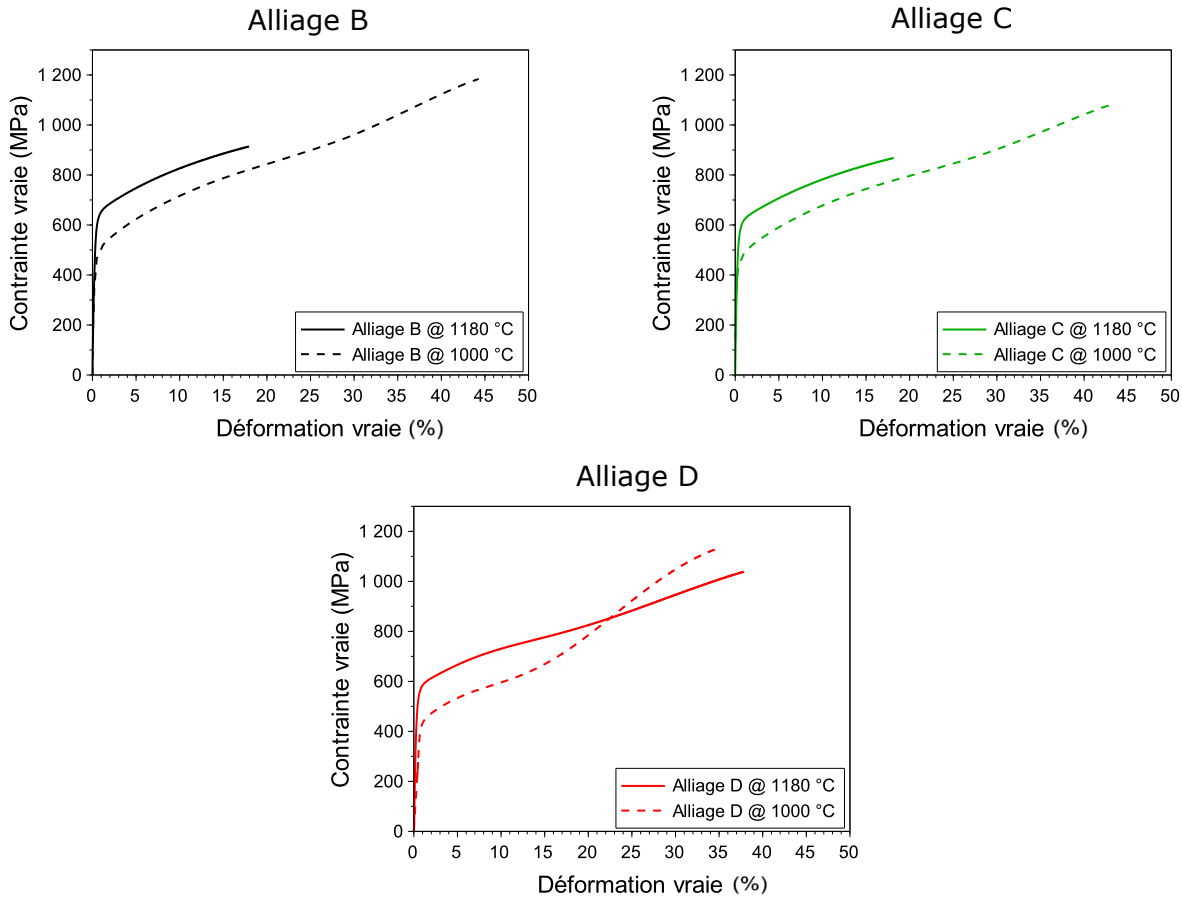 Alliage B
Contrainte vraie (MPa)
1 200
1 000
800
600
400
200
0
Alliage B @ 1180 °C
Alliage B @ 1000 °C
0 5 10 15 20 25 30 35 40 45 50
Déformation vraie (%)
Alliage C
Contrainte vraie (MPa)
1 200
1 000
800
600
400
200
0
Alliage C @ 1180 °C
Alliage C @ 1000 °C
0 5 10 15 20 25 30 35 40 45 50
Déformation vraie (%)
Alliage D
Contrainte vraie (MPa)
1 200
1 000
800
600
400
200
0
Alliage D @ 1180 °C
Alliage D @ 1000 °C
0 5 10 15 20 25 30 35 40 45 50
Déformation vraie (%)